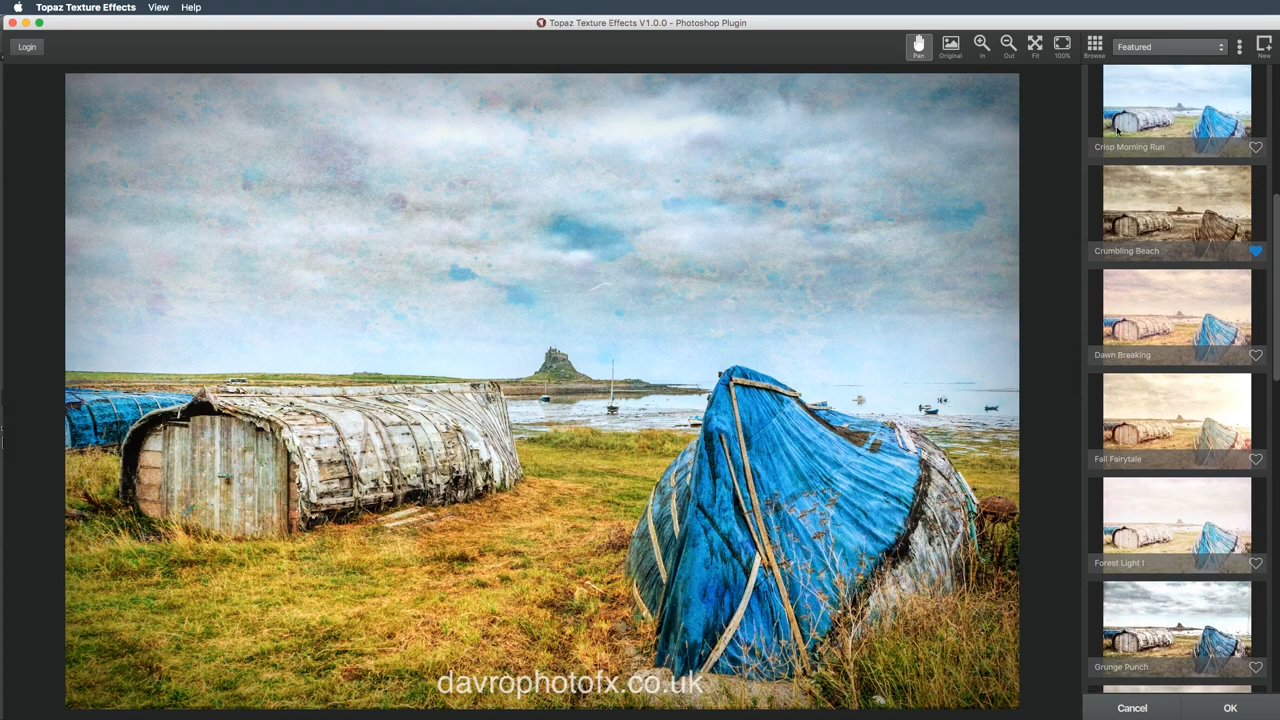 Topaz Texture Effects View Help
Topaz Texture Effects V1.0.0 - Photoshop Plugin
Login
Pan Original In Out Fit 100% Browse Featured New
Crisp Morning Run
Crumbling Beach
Dawn Breaking
Fall Fairytale
Forest Light I
Grunge Punch
davrophotofx.co.uk
Cancel OK